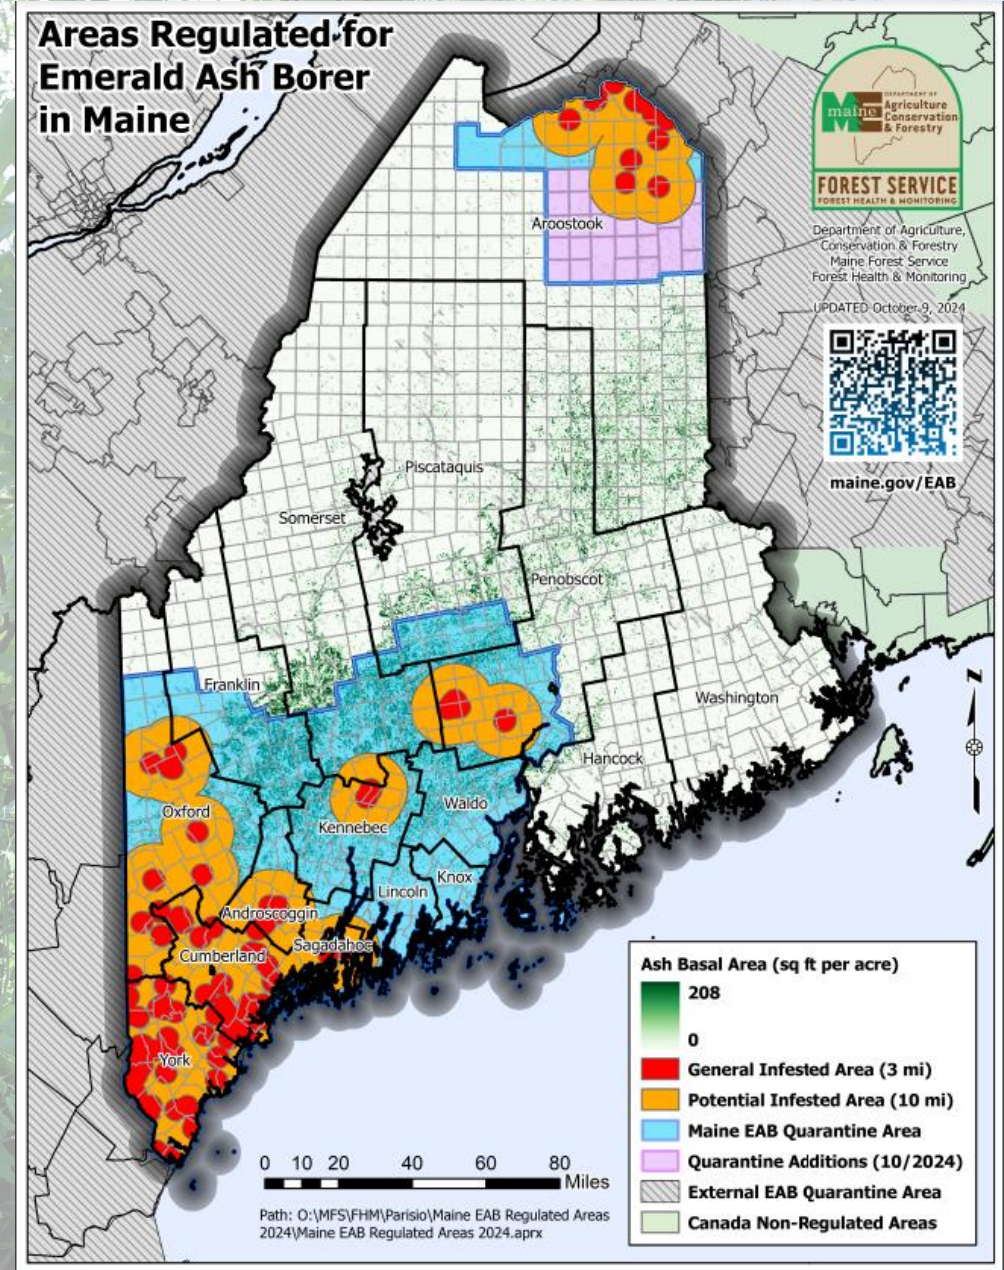 Areas Regulated for
Emerald Ash Borer
in Maine
DEPARTMENT OF
maine Agriculture
Conservation
& Forestry
FOREST SERVICE
FOREST HEALTH & MONITORING
Department of Agriculture,
Conservation & Forestry
Maine Forest Service
Forest Health & Monitoring
UPDATED October 9, 2024
maine.gov/EAB
Aroostook
Piscataquis
Somerset
Penobscot
Franklin
Washington
Hancock
Oxford
Waldo
Kennebec
Knox
Lincoln
Androscoggin
Sagadahoc
Cumberland
York
N
Ash Basal Area (sq ft per acre)
208
0
General Infested Area (3 mi)
Potential Infested Area (10 mi)
Maine EAB Quarantine Area
Quarantine Additions (10/2024)
External EAB Quarantine Area
Canada Non-Regulated Areas
0 10 20 40 60 80
Miles
Path: O:\MFS\FHM\Parisio\Maine EAB Regulated Areas
2024\Maine EAB Regulated Areas 2024.aprx